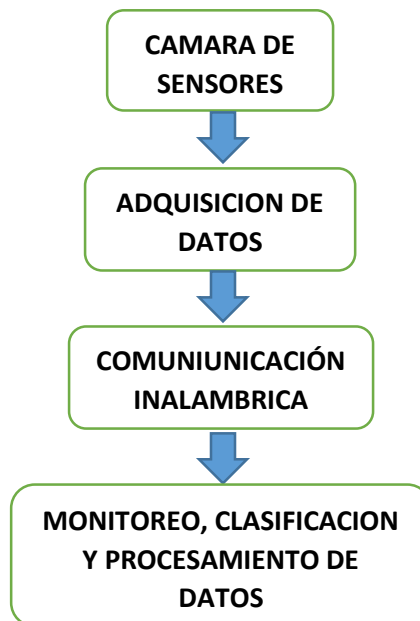 CAMARA DE
SENSORES
ADQUISICION DE
DATOS
COMUNIUNICACIÓN
INALAMBRICA
MONITOREO, CLASIFICACION
Y PROCESAMIENTO DE
DATOS